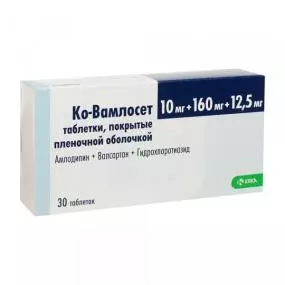 Ко-Вамлосет 10 мг+160 мг+12,5 мг
таблетки, покрытые
пленочной оболочкой
Амлодипин + Валсартан + Гидрохлоротиазид
30 таблеток
KRKA